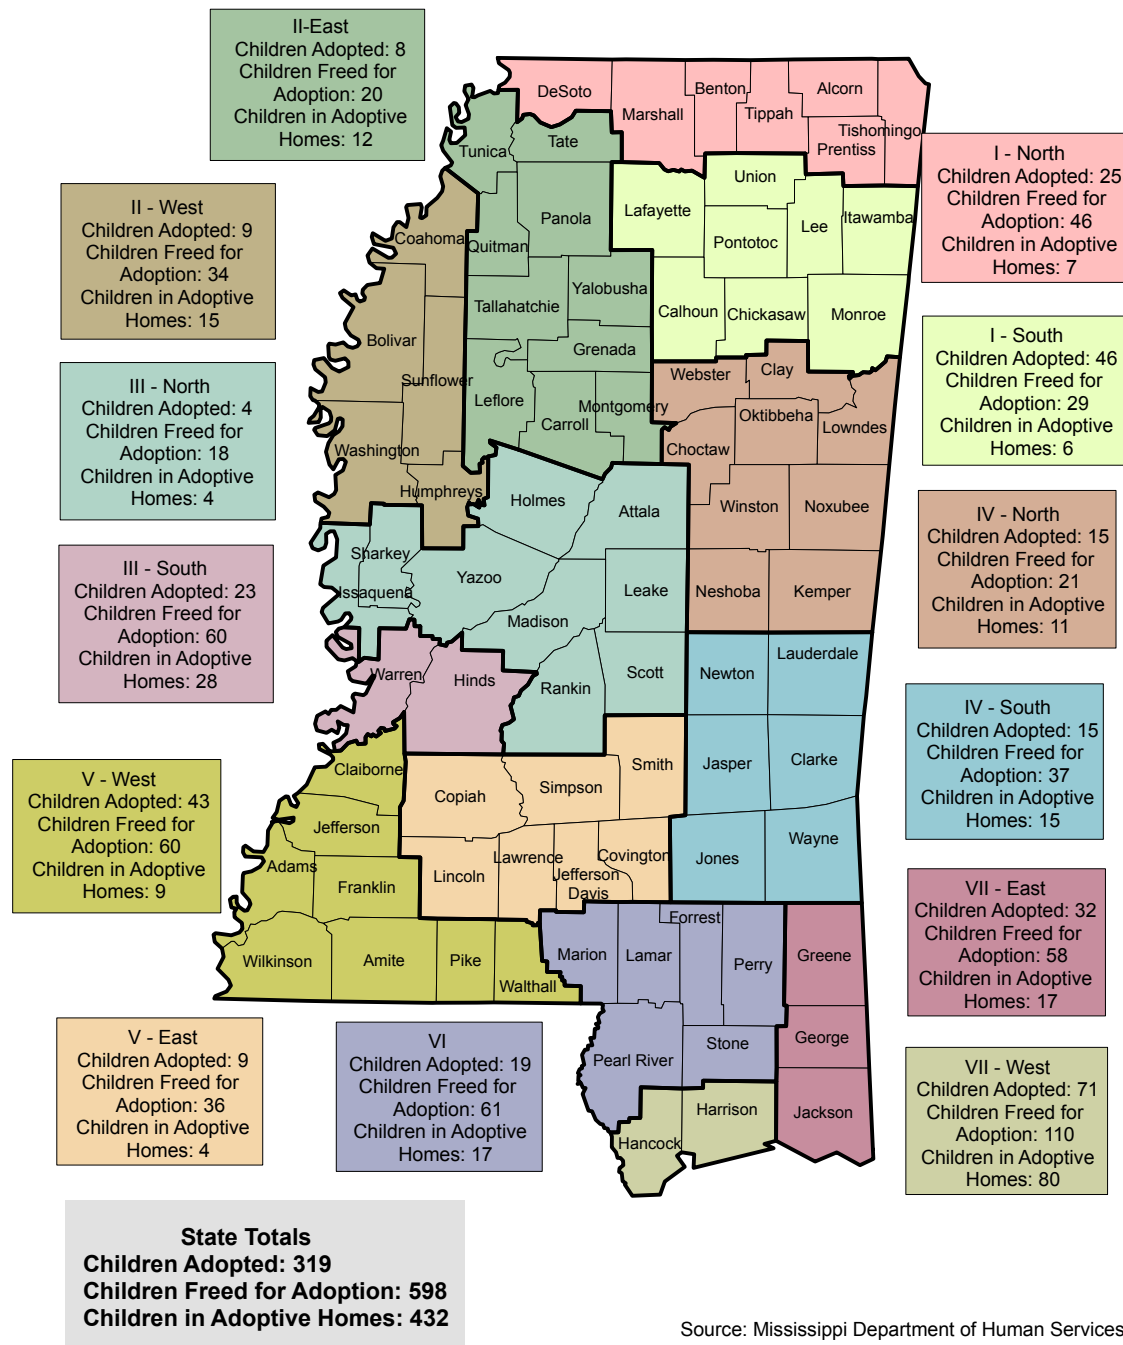 II-East
Children Adopted: 8
Children Freed for
Adoption: 20
Children in Adoptive
Homes: 12
II - West
Children Adopted: 9
Children Freed for
Adoption: 34
Children in Adoptive
Homes: 15
III - North
Children Adopted: 4
Children Freed for
Adoption: 18
Children in Adoptive
Homes: 4
III - South
Children Adopted: 23
Children Freed for
Adoption: 60
Children in Adoptive
Homes: 28
V - West
Children Adopted: 43
Children Freed for
Adoption: 60
Children in Adoptive
Homes: 9
V - East
Children Adopted: 9
Children Freed for
Adoption: 36
Children in Adoptive
Homes: 4
VI
Children Adopted: 19
Children Freed for
Adoption: 61
Children in Adoptive
Homes: 17
DeSoto
Marshall
Benton
Tippah
Alcorn
Tishomingo
Prentiss
Tunica
Tate
Union
Lafayette
Panola
Lee
Itawamba
Coahoma
Quitman
Pontotoc
Yalobusha
Tallahatchie
Calhoun
Chickasaw
Monroe
Bolivar
Grenada
Sunflower
Webster
Clay
Leflore
Montgomery
Carroll
Oktibbeha
Lowndes
Washington
Choctaw
Humphreys
Holmes
Attala
Winston
Noxubee
Sharkey
Issaquena
Yazoo
Leake
Neshoba
Kemper
Madison
Warren
Hinds
Rankin
Scott
Newton
Lauderdale
Claiborne
Copiah
Simpson
Smith
Jasper
Clarke
Jefferson
Adams
Franklin
Lincoln
Lawrence
Jefferson
Davis
Covington
Jones
Wayne
Wilkinson
Amite
Pike
Walthall
Marion
Lamar
Forrest
Perry
Greene
Pearl River
Stone
George
Hancock
Harrison
Jackson
I - North
Children Adopted: 25
Children Freed for
Adoption: 46
Children in Adoptive
Homes: 7
I - South
Children Adopted: 46
Children Freed for
Adoption: 29
Children in Adoptive
Homes: 6
IV - North
Children Adopted: 15
Children Freed for
Adoption: 21
Children in Adoptive
Homes: 11
IV - South
Children Adopted: 15
Children Freed for
Adoption: 37
Children in Adoptive
Homes: 15
VII - East
Children Adopted: 32
Children Freed for
Adoption: 58
Children in Adoptive
Homes: 17
VII - West
Children Adopted: 71
Children Freed for
Adoption: 110
Children in Adoptive
Homes: 80
State Totals
Children Adopted: 319
Children Freed for Adoption: 598
Children in Adoptive Homes: 432
Source: Mississippi Department of Human Services